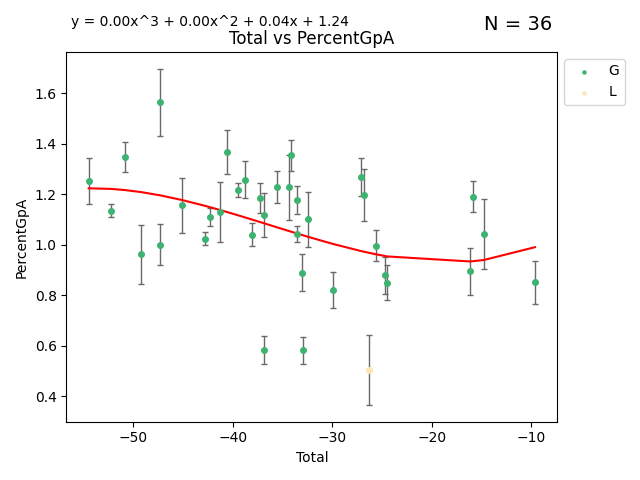 y = 0.00x^3 + 0.00x^2 + 0.04x + 1.24
N = 36
Total vs PercentGpA
G
L
PercentGpA
1.6
1.4
1.2
1.0
0.8
0.6
0.4
−50
−40
−30
−20
−10
Total